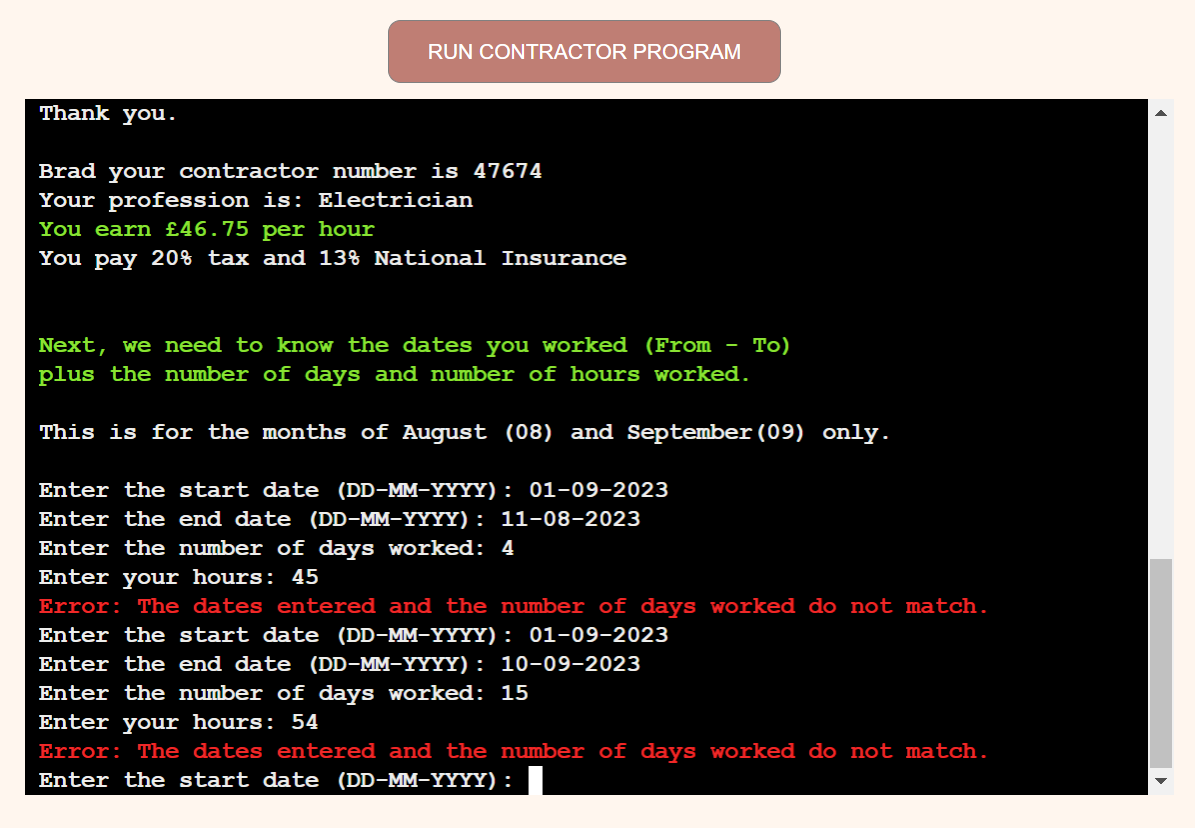 RUN CONTRACTOR PROGRAM
Thank you.
Brad your contractor number is 47674
Your profession is: Electrician
You earn £46.75 per hour
You pay 20% tax and 13% National Insurance
Next, we need to know the dates you worked (From - To)
plus the number of days and number of hours worked.
This is for the months of August (08) and September(09) only.
Enter the start date (DD-MM-YYYY): 01-09-2023
Enter the end date (DD-MM-YYYY): 11-08-2023
Enter the number of days worked: 4
Enter your hours: 45
Error: The dates entered and the number of days worked do not match.
Enter the start date (DD-MM-YYYY): 01-09-2023
Enter the end date (DD-MM-YYYY): 10-09-2023
Enter the number of days worked: 15
Enter your hours: 54
Error: The dates entered and the number of days worked do not match.
Enter the start date (DD-MM-YYYY):